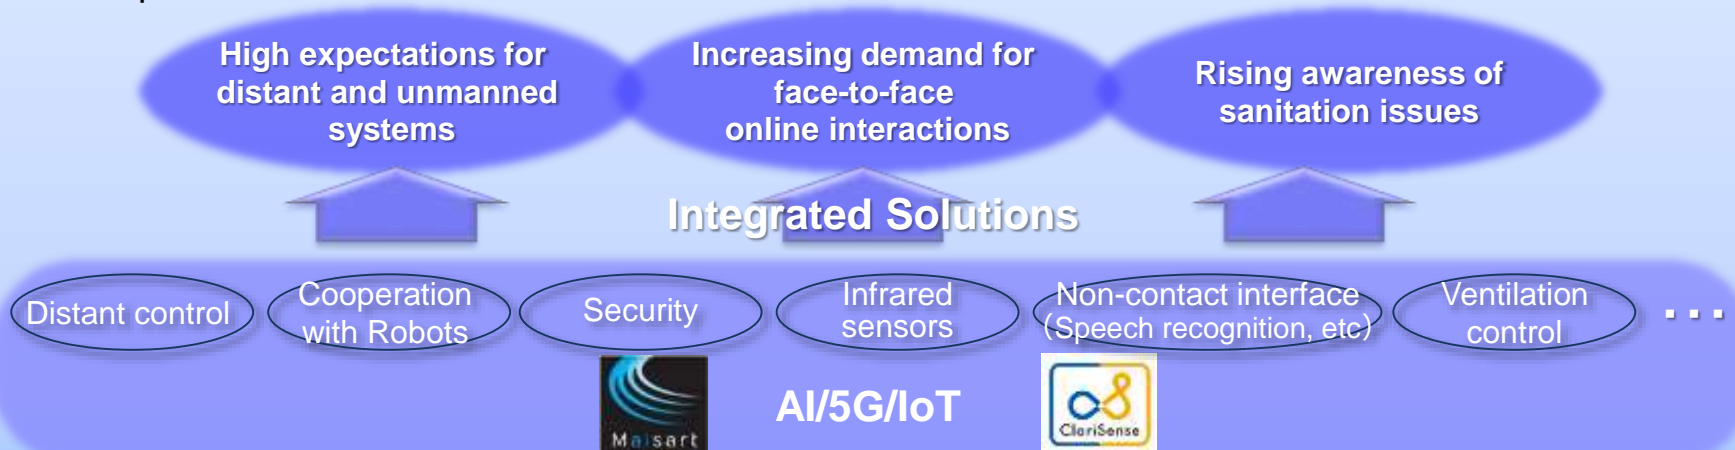 High expectations for
distant and unmanned
systems
Increasing demand for
face-to-face
online interactions
Rising awareness of
sanitation issues
Integrated Solutions
Distant control
Cooperation
with Robots
Security
Infrared
sensors
Non-contact interface
(Speech recognition, etc)
Ventilation
control
...
Maisart
AI/5G/IoT
ClariSense